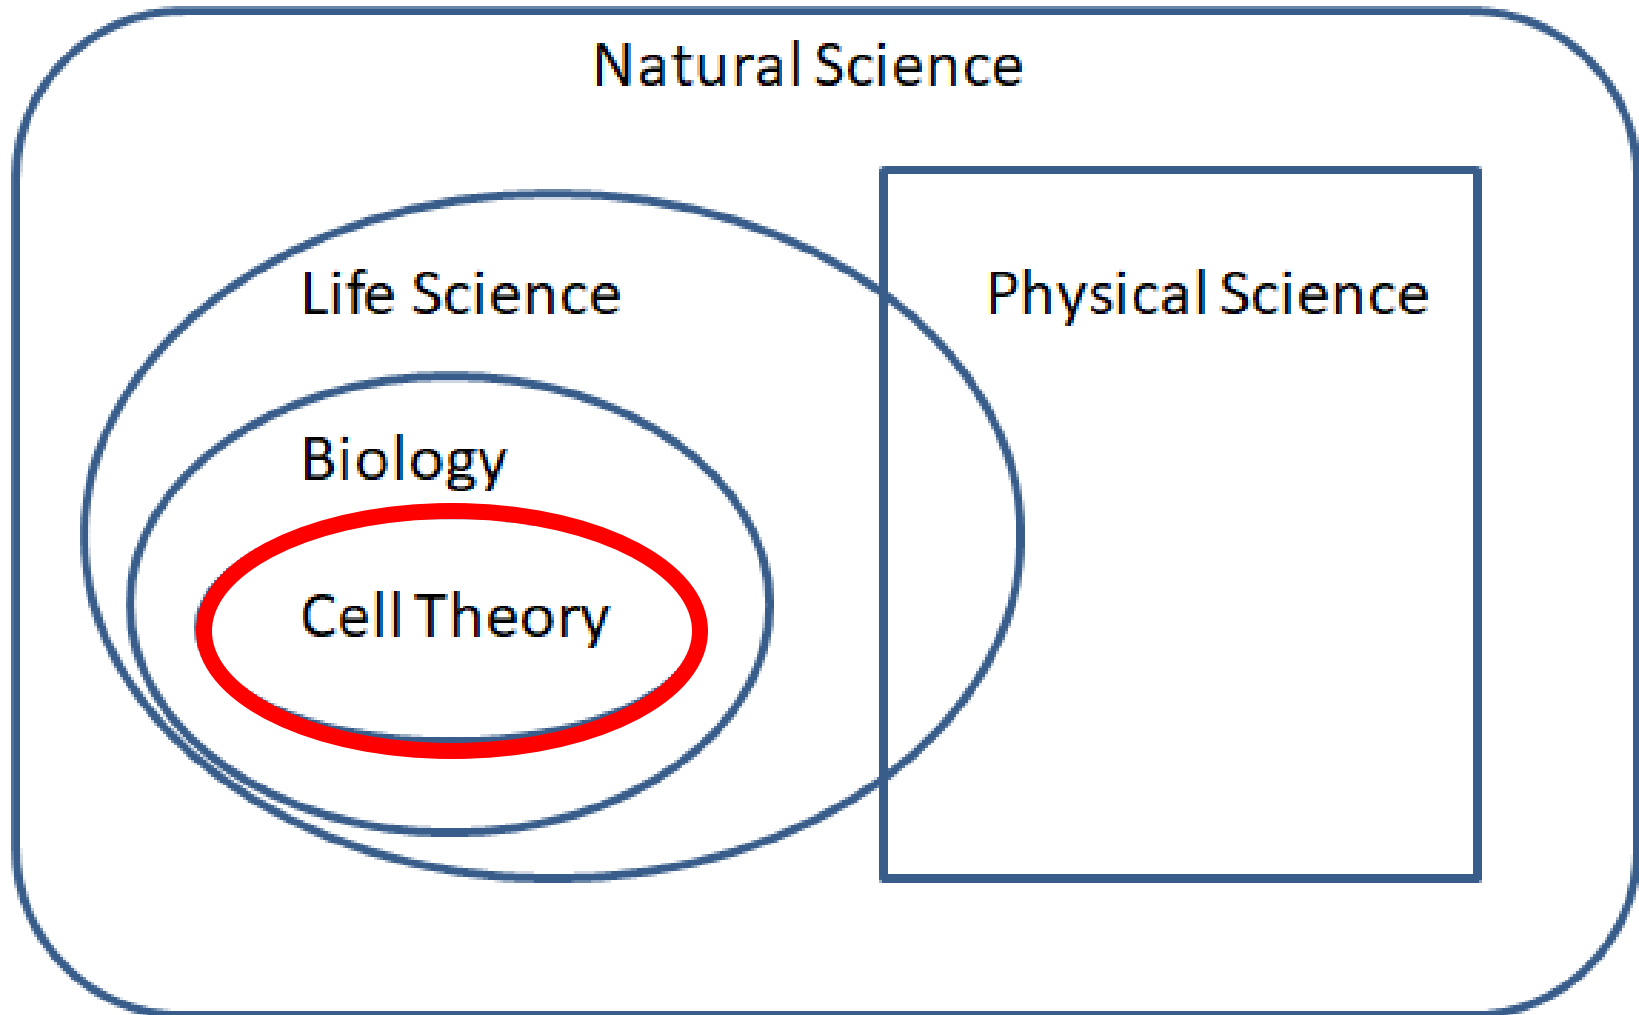 Natural Science
Life Science
Physical Science
Biology
Cell Theory